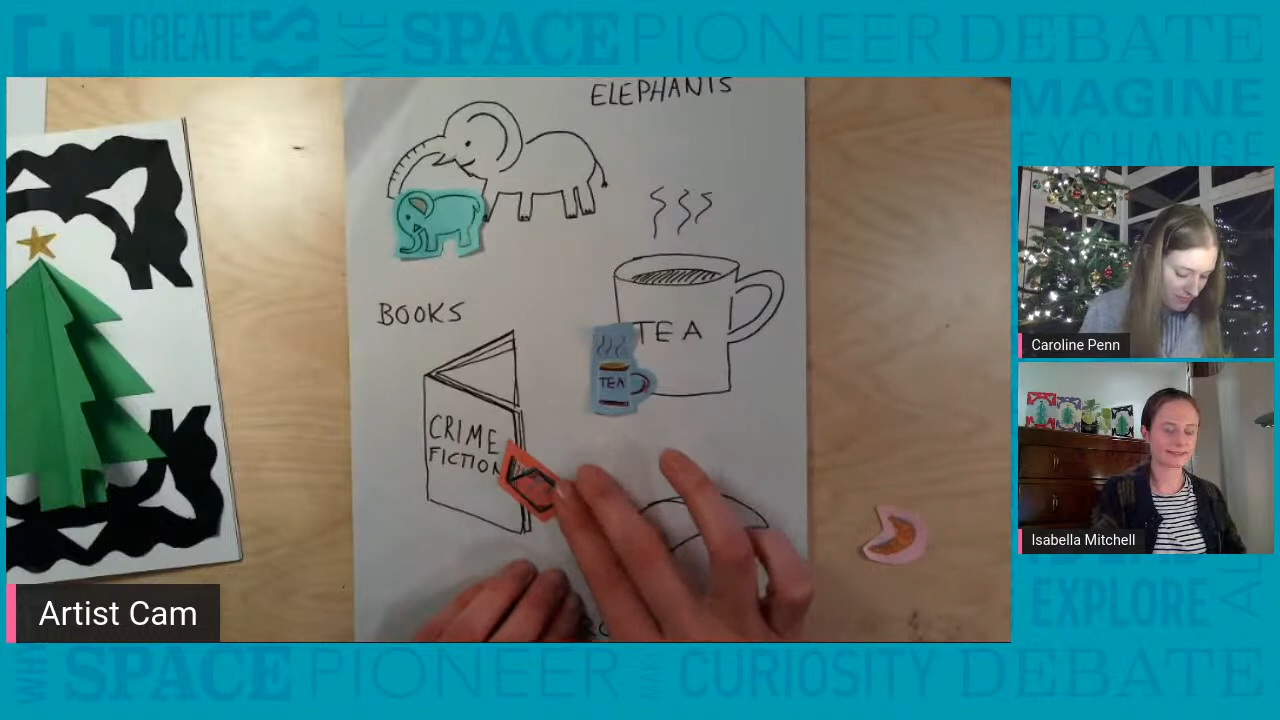 CREATE
SPACE PIONEER DEBATE
ELEPHANTS
TEA
TEA
BOOKS
CRIME
FICTION
Artist Cam
Caroline Penn
Isabella Mitchell
EXCHANGE
EXPLORE
SPACE PIONEER
CURIOSITY DEBATE